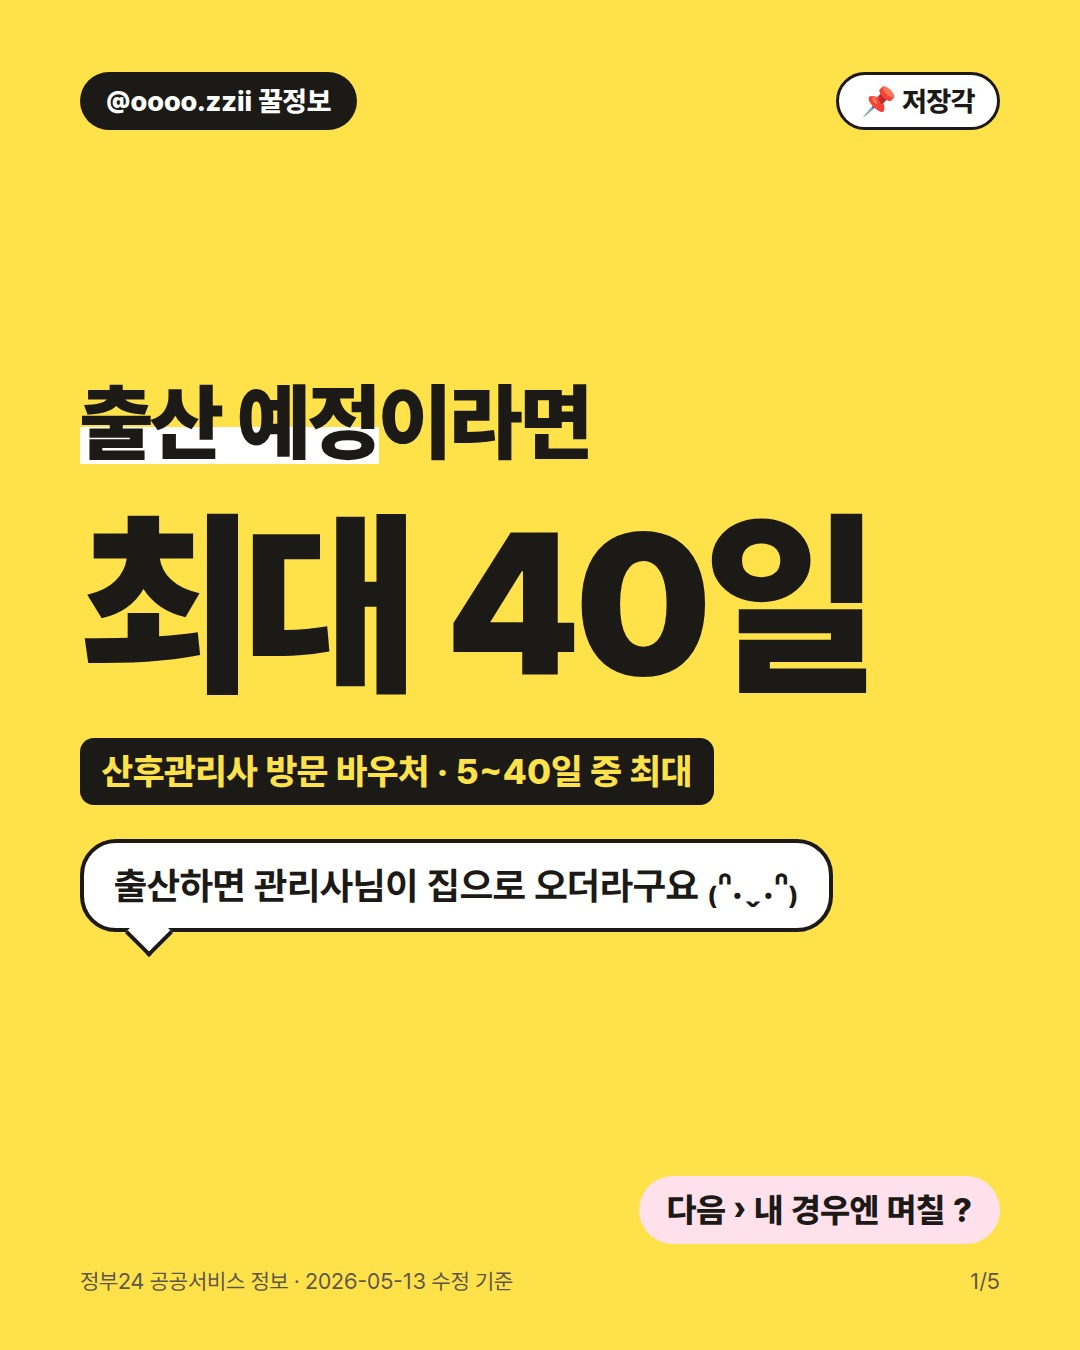 @oooo.zzii 꿀정보
📌 저장각
출산 예정이라면
최대 40일
산후관리사 방문 바우처 · 5~40일 중 최대
출산하면 관리사님이 집으로 오더라구요 (ᐢ·ᴗ·ᐢ)
다음 › 내 경우엔 며칠 ?
정부24 공공서비스 정보 · 2026-05-13 수정 기준
1/5